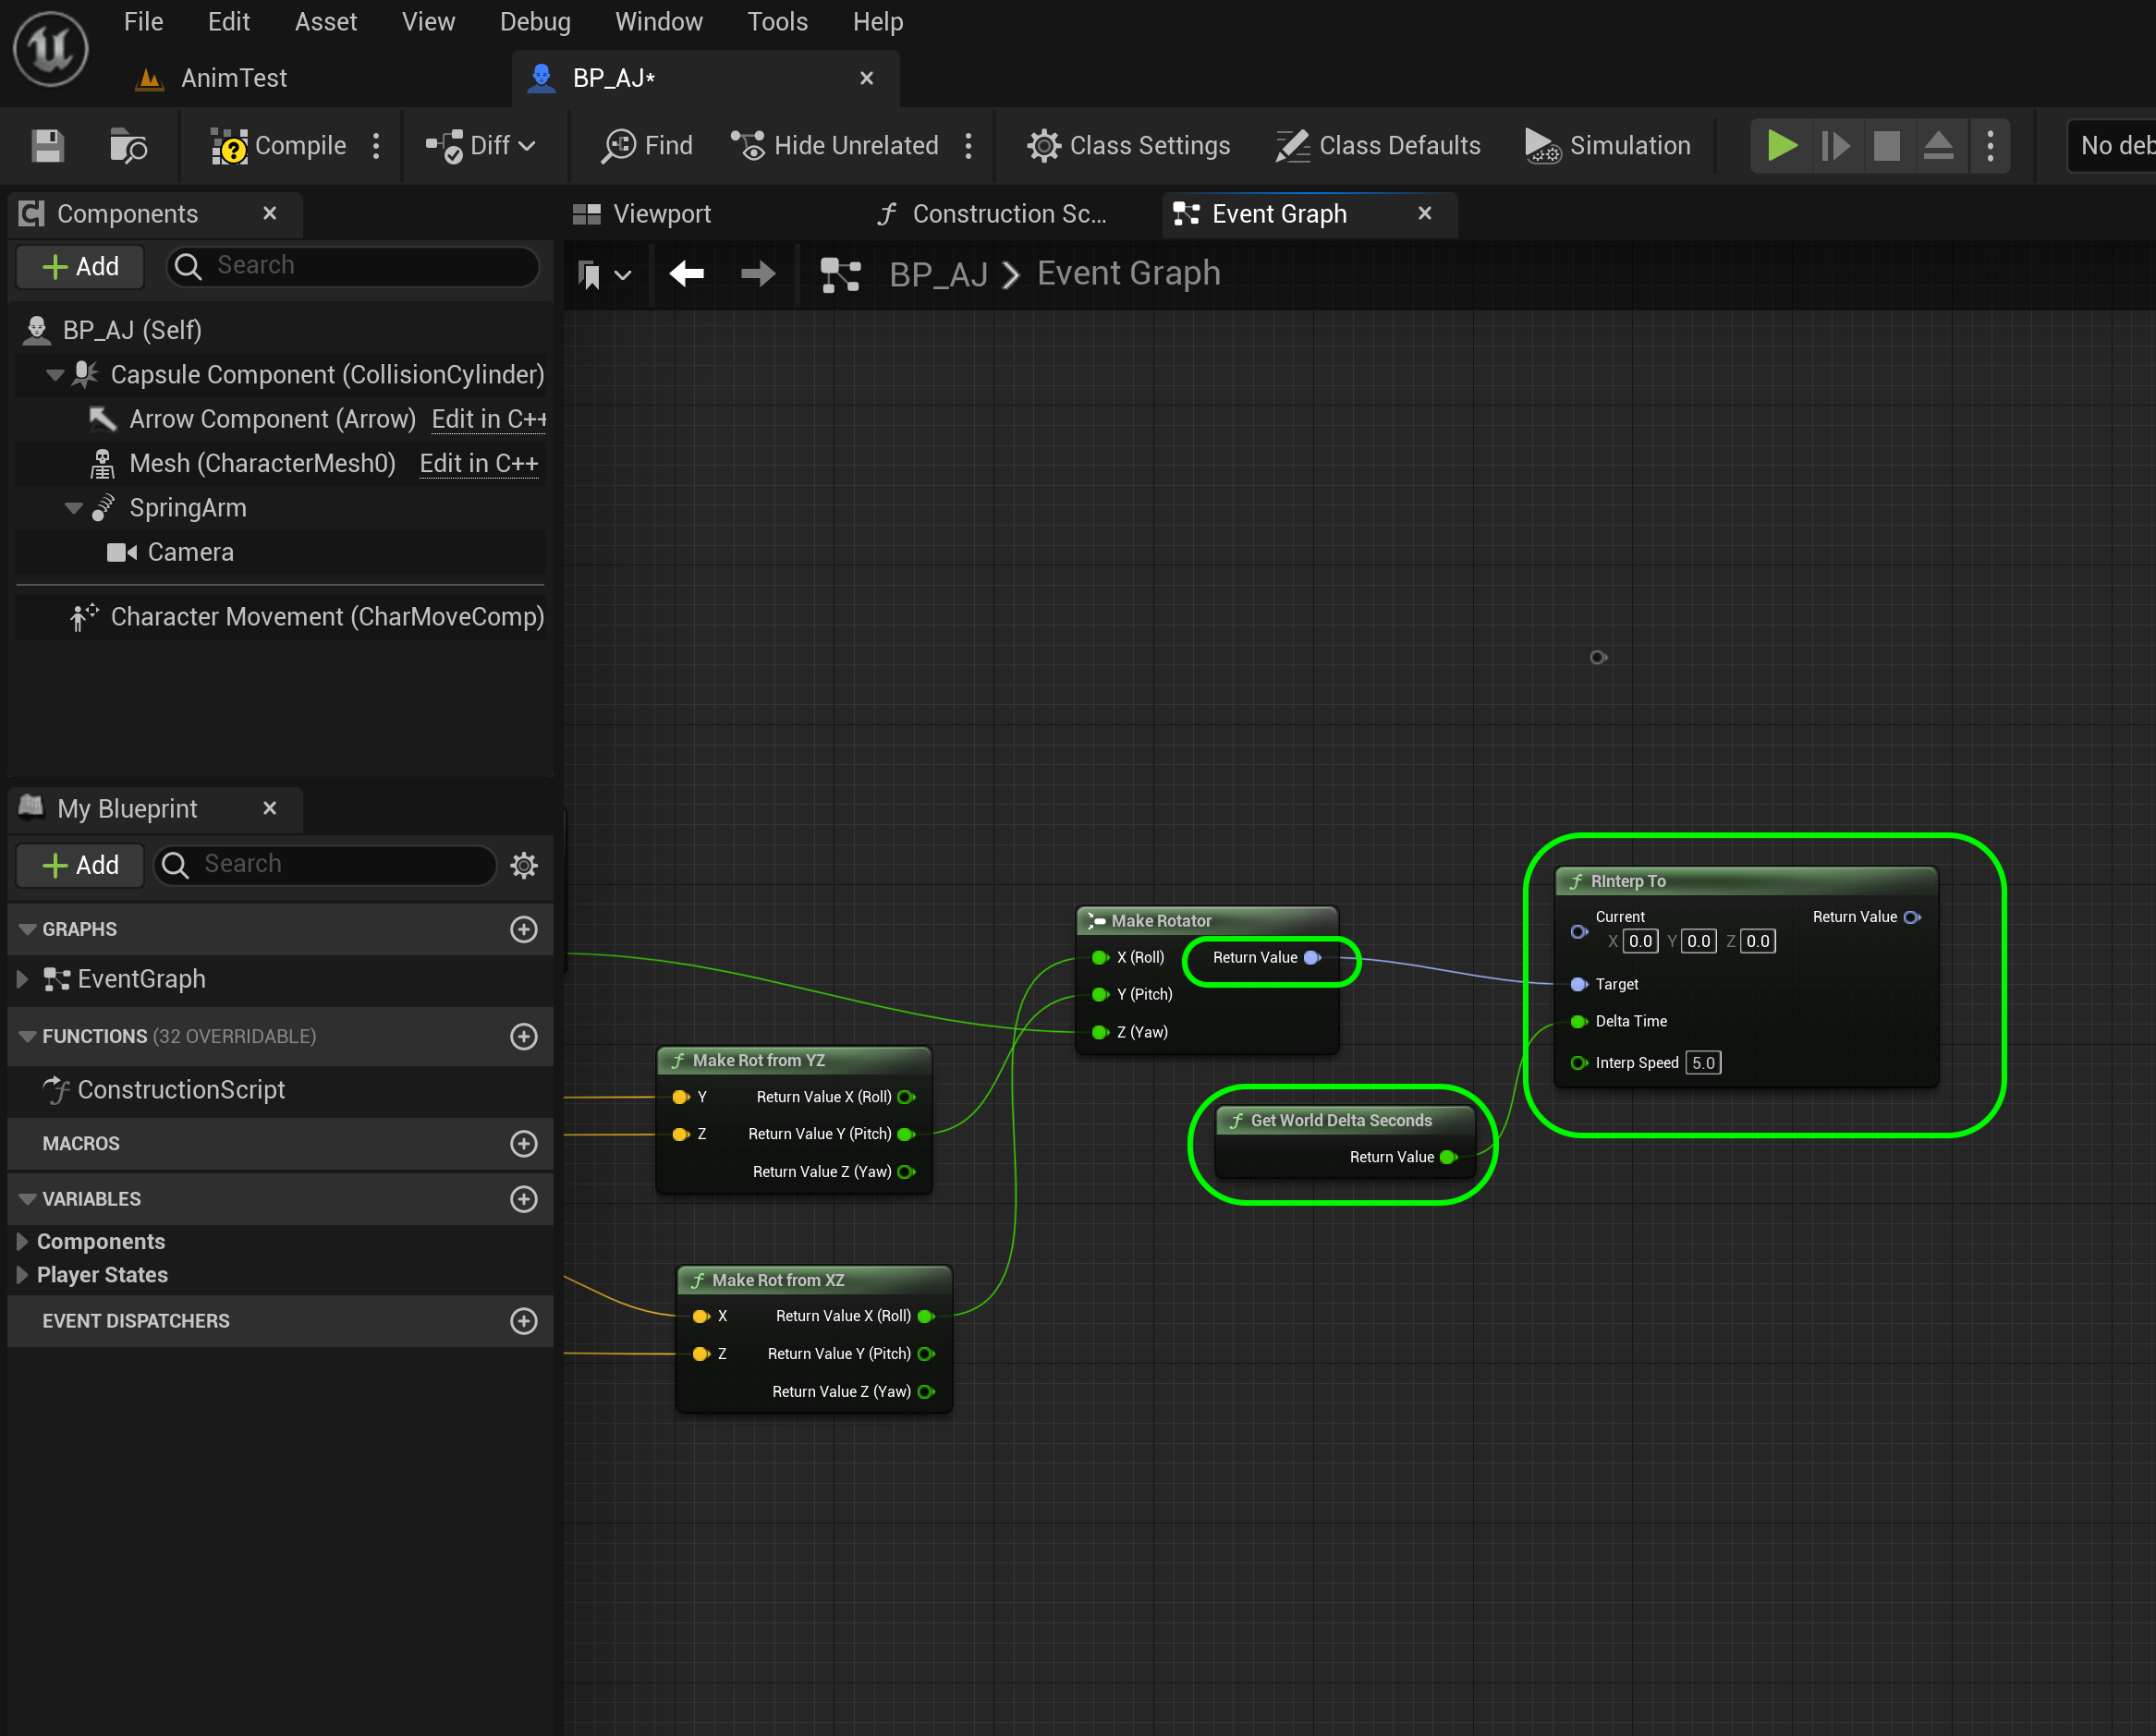 File Edit Asset View Debug Window Tools Help
AnimTest
BP_AJ*
Compile
Diff
Find
Hide Unrelated
Class Settings
Class Defaults
Simulation
No deb
Components
Add
Search
BP_AJ (Self)
Capsule Component (CollisionCylinder)
Arrow Component (Arrow) Edit in C++
Mesh (CharacterMesh0) Edit in C++
SpringArm
Camera
Character Movement (CharMoveComp)
My Blueprint
Add
Search
GRAPHS
EventGraph
FUNCTIONS (32 OVERRIDABLE)
ConstructionScript
MACROS
VARIABLES
Components
Player States
EVENT DISPATCHERS
Viewport
Construction Sc...
Event Graph
BP_AJ > Event Graph
Make Rot from YZ
Y Return Value X (Roll)
Z Return Value Y (Pitch)
Return Value Z (Yaw)
Make Rot from XZ
X Return Value X (Roll)
Z Return Value Y (Pitch)
Return Value Z (Yaw)
Make Rotator
X (Roll) Return Value
Y (Pitch)
Z (Yaw)
Get World Delta Seconds
Return Value
RInterp To
Current Return Value
X 0.0 Y 0.0 Z 0.0
Target
Delta Time
Interp Speed 5.0